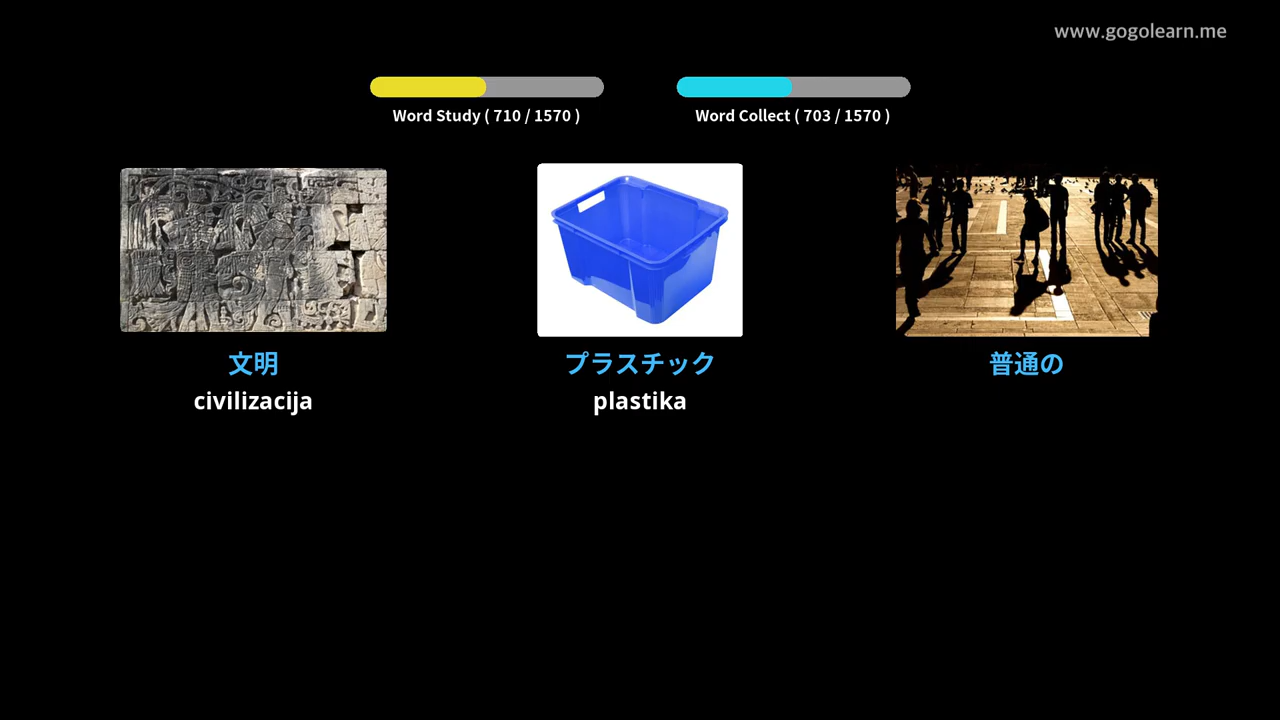 www.gogolearn.me
Word Study ( 710 / 1570 )
Word Collect ( 703 / 1570 )
文明
civilizacija
プラスチック
plastika
普通の